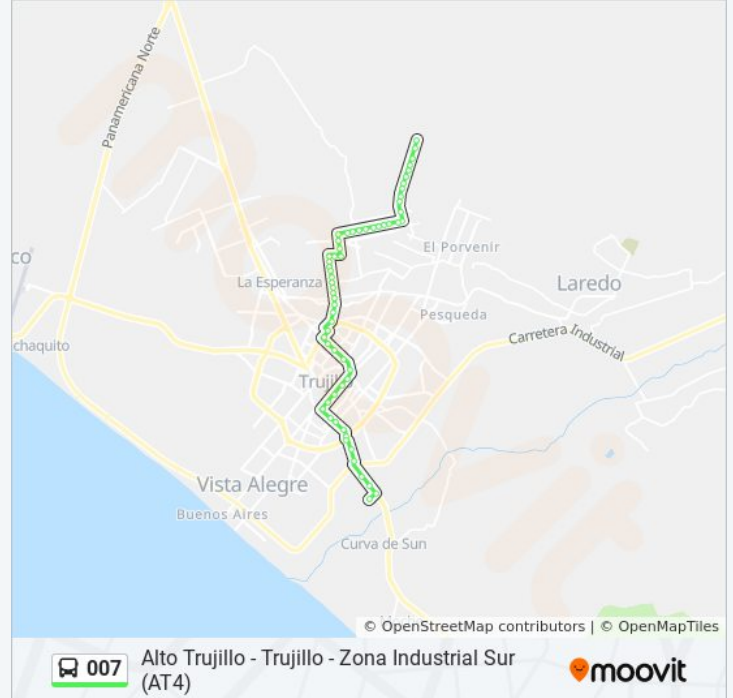 Panamericana Norte
El Porvenir
co
La Esperanza
Laredo
Pesqueda
Carretera Industrial
chaquito
Trujillo
Vista Alegre
Buenos Aires
Curva de Sun
© OpenStreetMap contributors | © OpenMapTiles
007
Alto Trujillo - Trujillo - Zona Industrial Sur
(AT4)
moovit